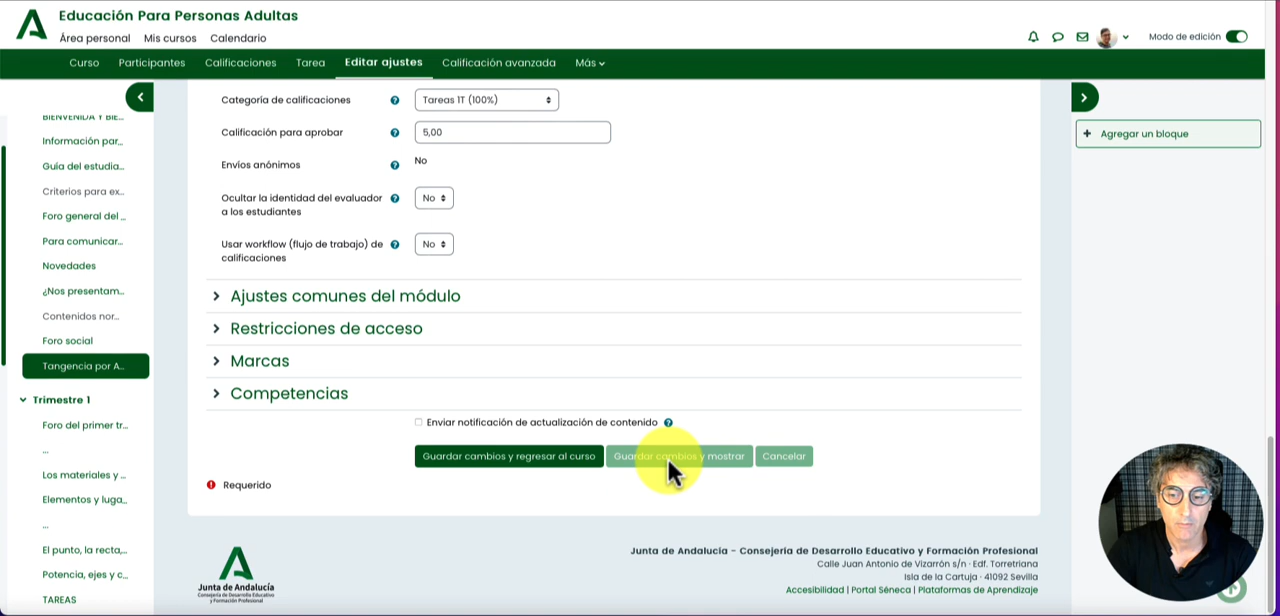 Educación Para Personas Adultas
Área personal Mis cursos Calendario
Modo de edición
Curso Participantes Calificaciones Tarea Editar ajustes Calificación avanzada Más
BIENVENIDA Y BIE...
Información par...
Guía del estudia...
Criterios para ex...
Foro general del ...
Para comunicar...
Novedades
¿Nos presentam...
Contenidos nor...
Foro social
Tangencia por A...
Trimestre 1
Foro del primer tr...
...
Los materiales y ...
Elementos y luga...
...
El punto, la recta,...
Potencia, ejes y c...
TAREAS
Categoría de calificaciones
Tareas 1T (100%)
Calificación para aprobar
5,00
Envíos anónimos
No
Ocultar la identidad del evaluador
a los estudiantes
No
Usar workflow (flujo de trabajo) de
calificaciones
No
Ajustes comunes del módulo
Restricciones de acceso
Marcas
Competencias
Enviar notificación de actualización de contenido
Guardar cambios y regresar al curso Guardar cambios y mostrar Cancelar
Requerido
+ Agregar un bloque
Junta de Andalucía
Consejería de Desarrollo Educativo
y Formación Profesional
Junta de Andalucía - Consejería de Desarrollo Educativo y Formación Profesional
Calle Juan Antonio de Vizarrón s/n · Edf. Torretriana
Isla de la Cartuja · 41092 Sevilla
Accesibilidad | Portal Séneca | Plataformas de Aprendizaje